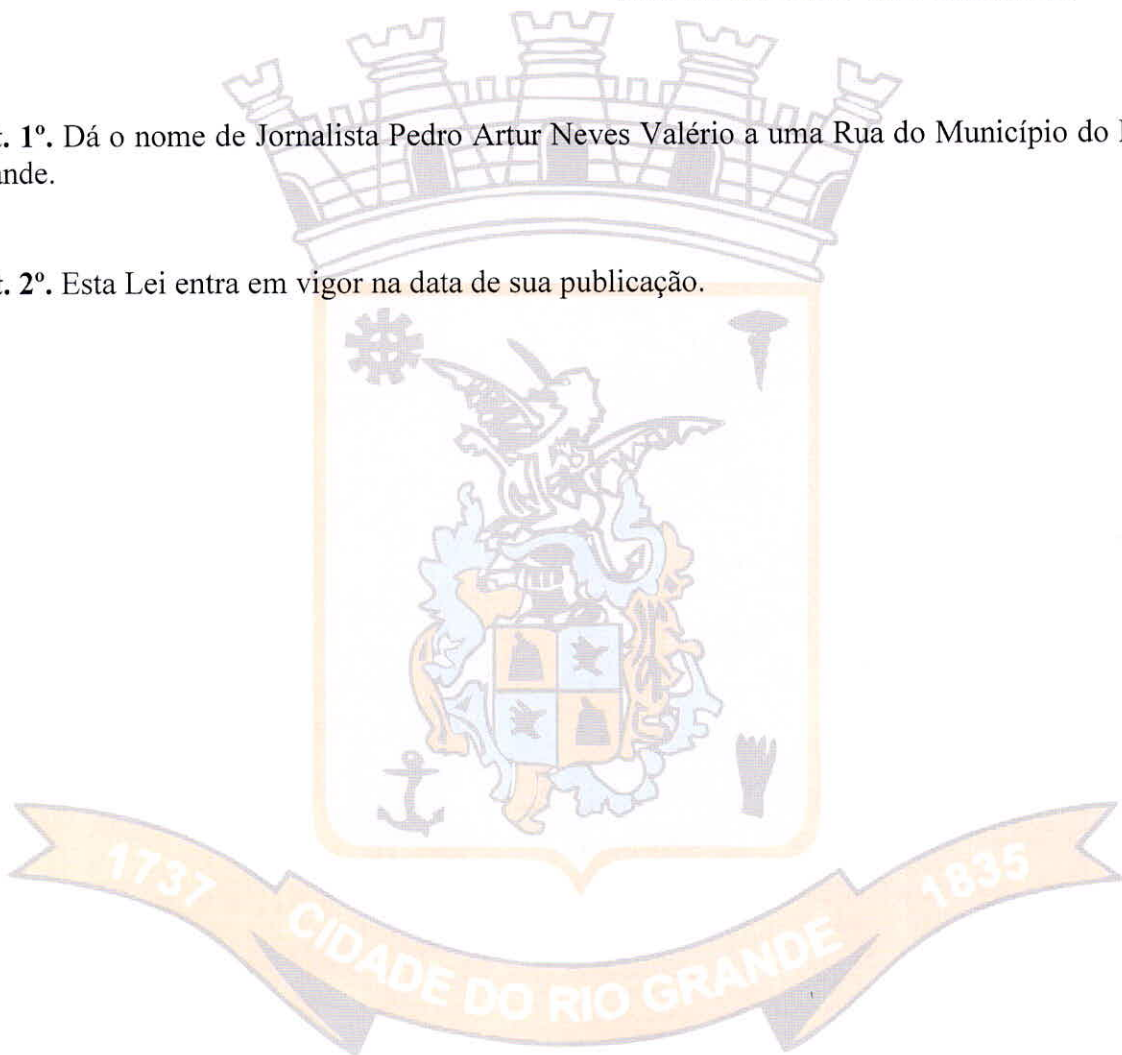 t. 1º. Dá o nome de Jornalista Pedro Artur Neves Valério a uma Rua do Município do
ande.
t. 2º. Esta Lei entra em vigor na data de sua publicação.
1737 CIDADE DO RIO GRANDE 1835